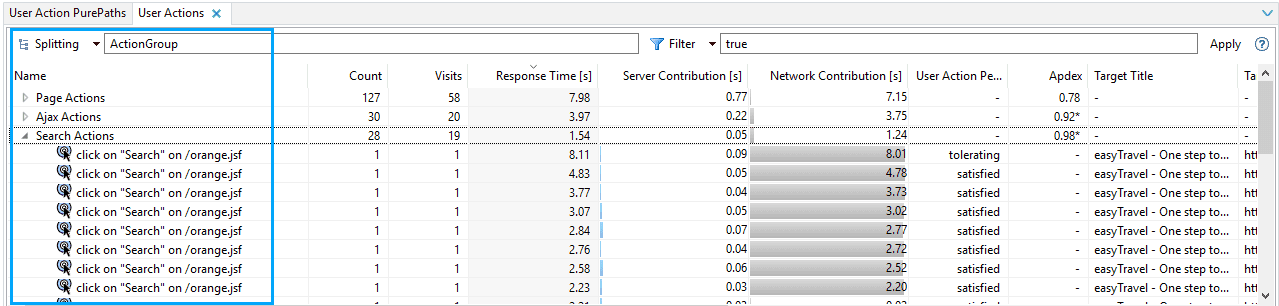 User Action PurePaths User Actions
Splitting ActionGroup Filter true Apply
Name Count Visits Response Time [s] Server Contribution [s] Network Contribution [s] User Action Pe... Apdex Target Title Ta
Page Actions 127 58 7.98 0.77 7.15 - 0.78 - -
Ajax Actions 30 20 3.97 0.22 3.75 - 0.92* - -
Search Actions 28 19 1.54 0.05 1.24 - 0.98* - -
click on "Search" on /orange.jsf 1 1 8.11 0.09 8.01 tolerating - easyTravel - One step to... htt
click on "Search" on /orange.jsf 1 1 4.83 0.05 4.78 satisfied - easyTravel - One step to... htt
click on "Search" on /orange.jsf 1 1 3.77 0.04 3.73 satisfied - easyTravel - One step to... htt
click on "Search" on /orange.jsf 1 1 3.07 0.05 3.02 satisfied - easyTravel - One step to... htt
click on "Search" on /orange.jsf 1 1 2.84 0.07 2.77 satisfied - easyTravel - One step to... htt
click on "Search" on /orange.jsf 1 1 2.76 0.04 2.72 satisfied - easyTravel - One step to... htt
click on "Search" on /orange.jsf 1 1 2.58 0.06 2.52 satisfied - easyTravel - One step to... htt
click on "Search" on /orange.jsf 1 1 2.23 0.03 2.20 satisfied - easyTravel - One step to... htt